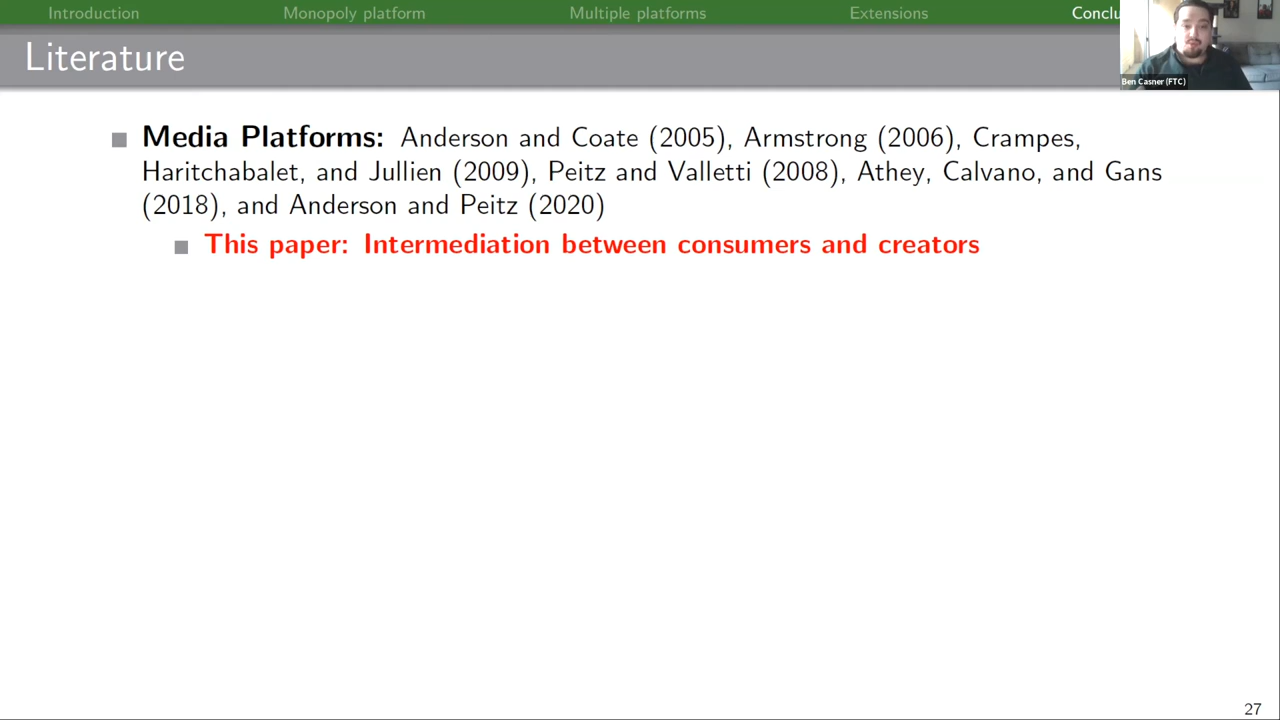 Introduction Monopoly platform Multiple platforms Extensions Conclu
Ben Casner (FTC)
Literature
Media Platforms: Anderson and Coate (2005), Armstrong (2006), Crampes,
Haritchabalet, and Jullien (2009), Peitz and Valletti (2008), Athey, Calvano, and Gans
(2018), and Anderson and Peitz (2020)
This paper: Intermediation between consumers and creators
27